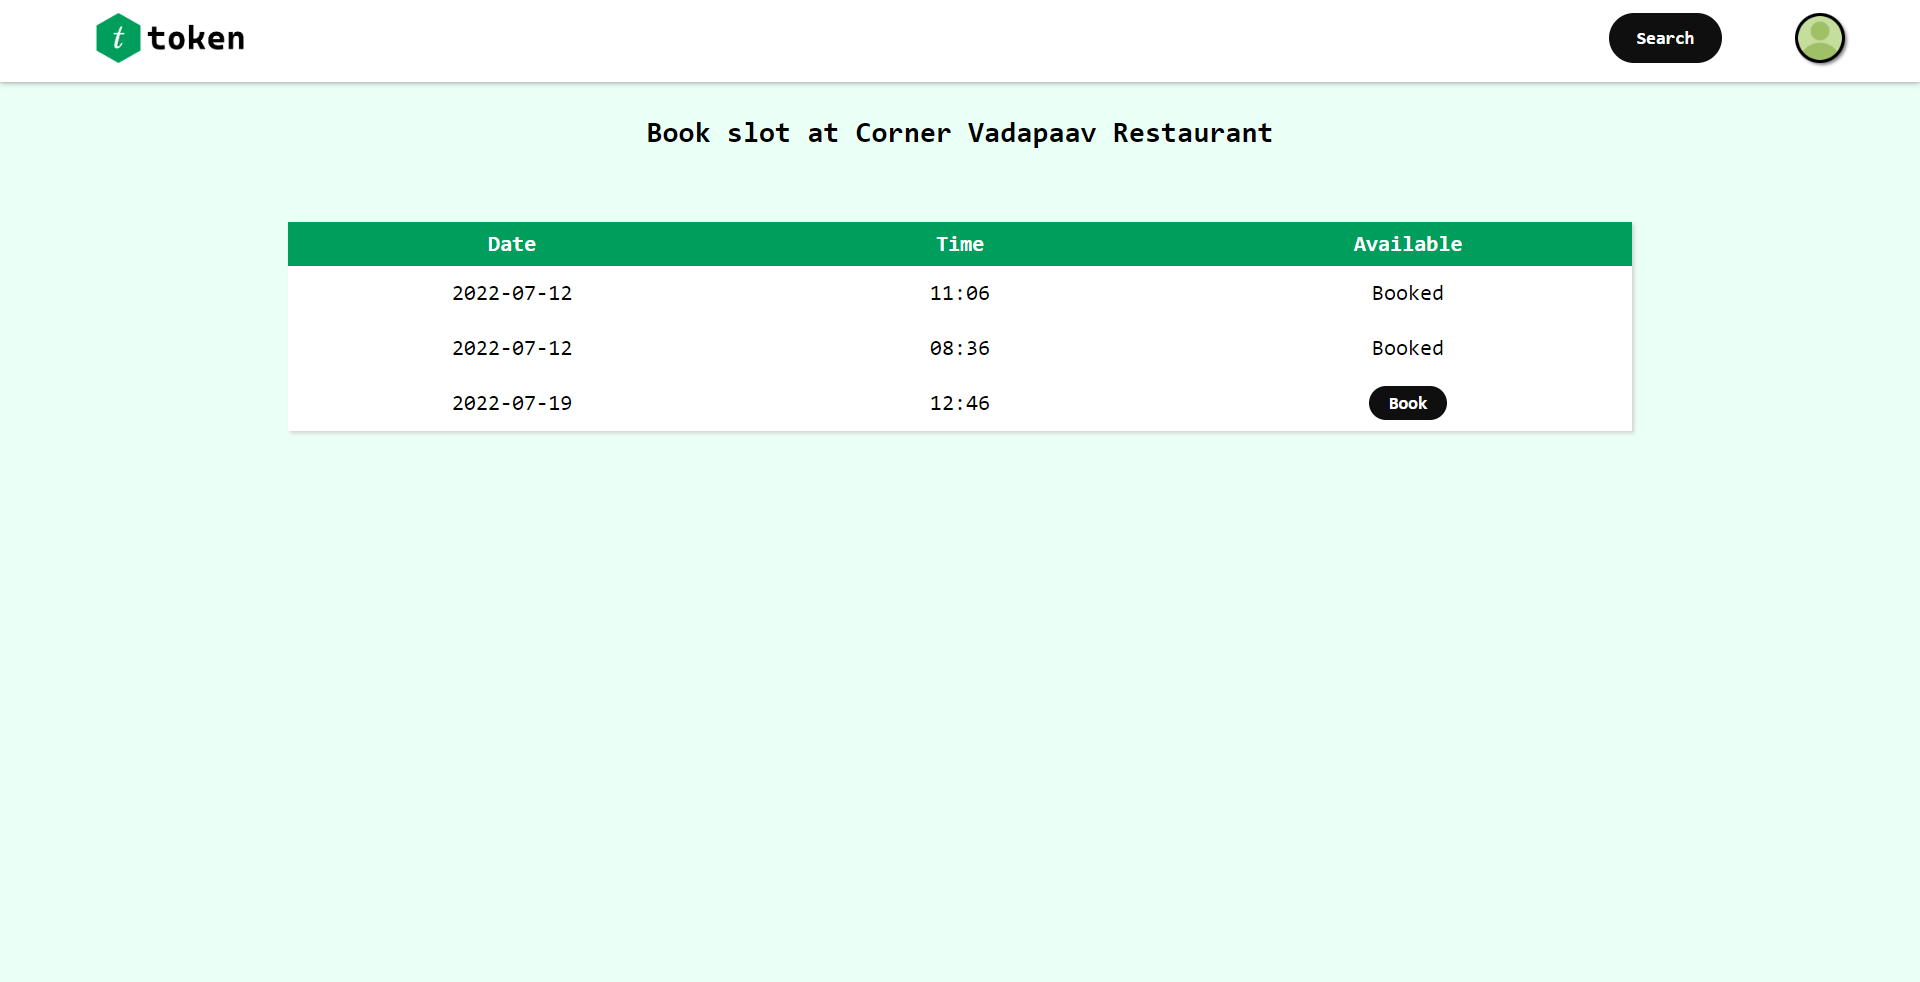 t token
Search
Book slot at Corner Vadapaav Restaurant
Date Time Available
2022-07-12 11:06 Booked
2022-07-12 08:36 Booked
2022-07-19 12:46 Book